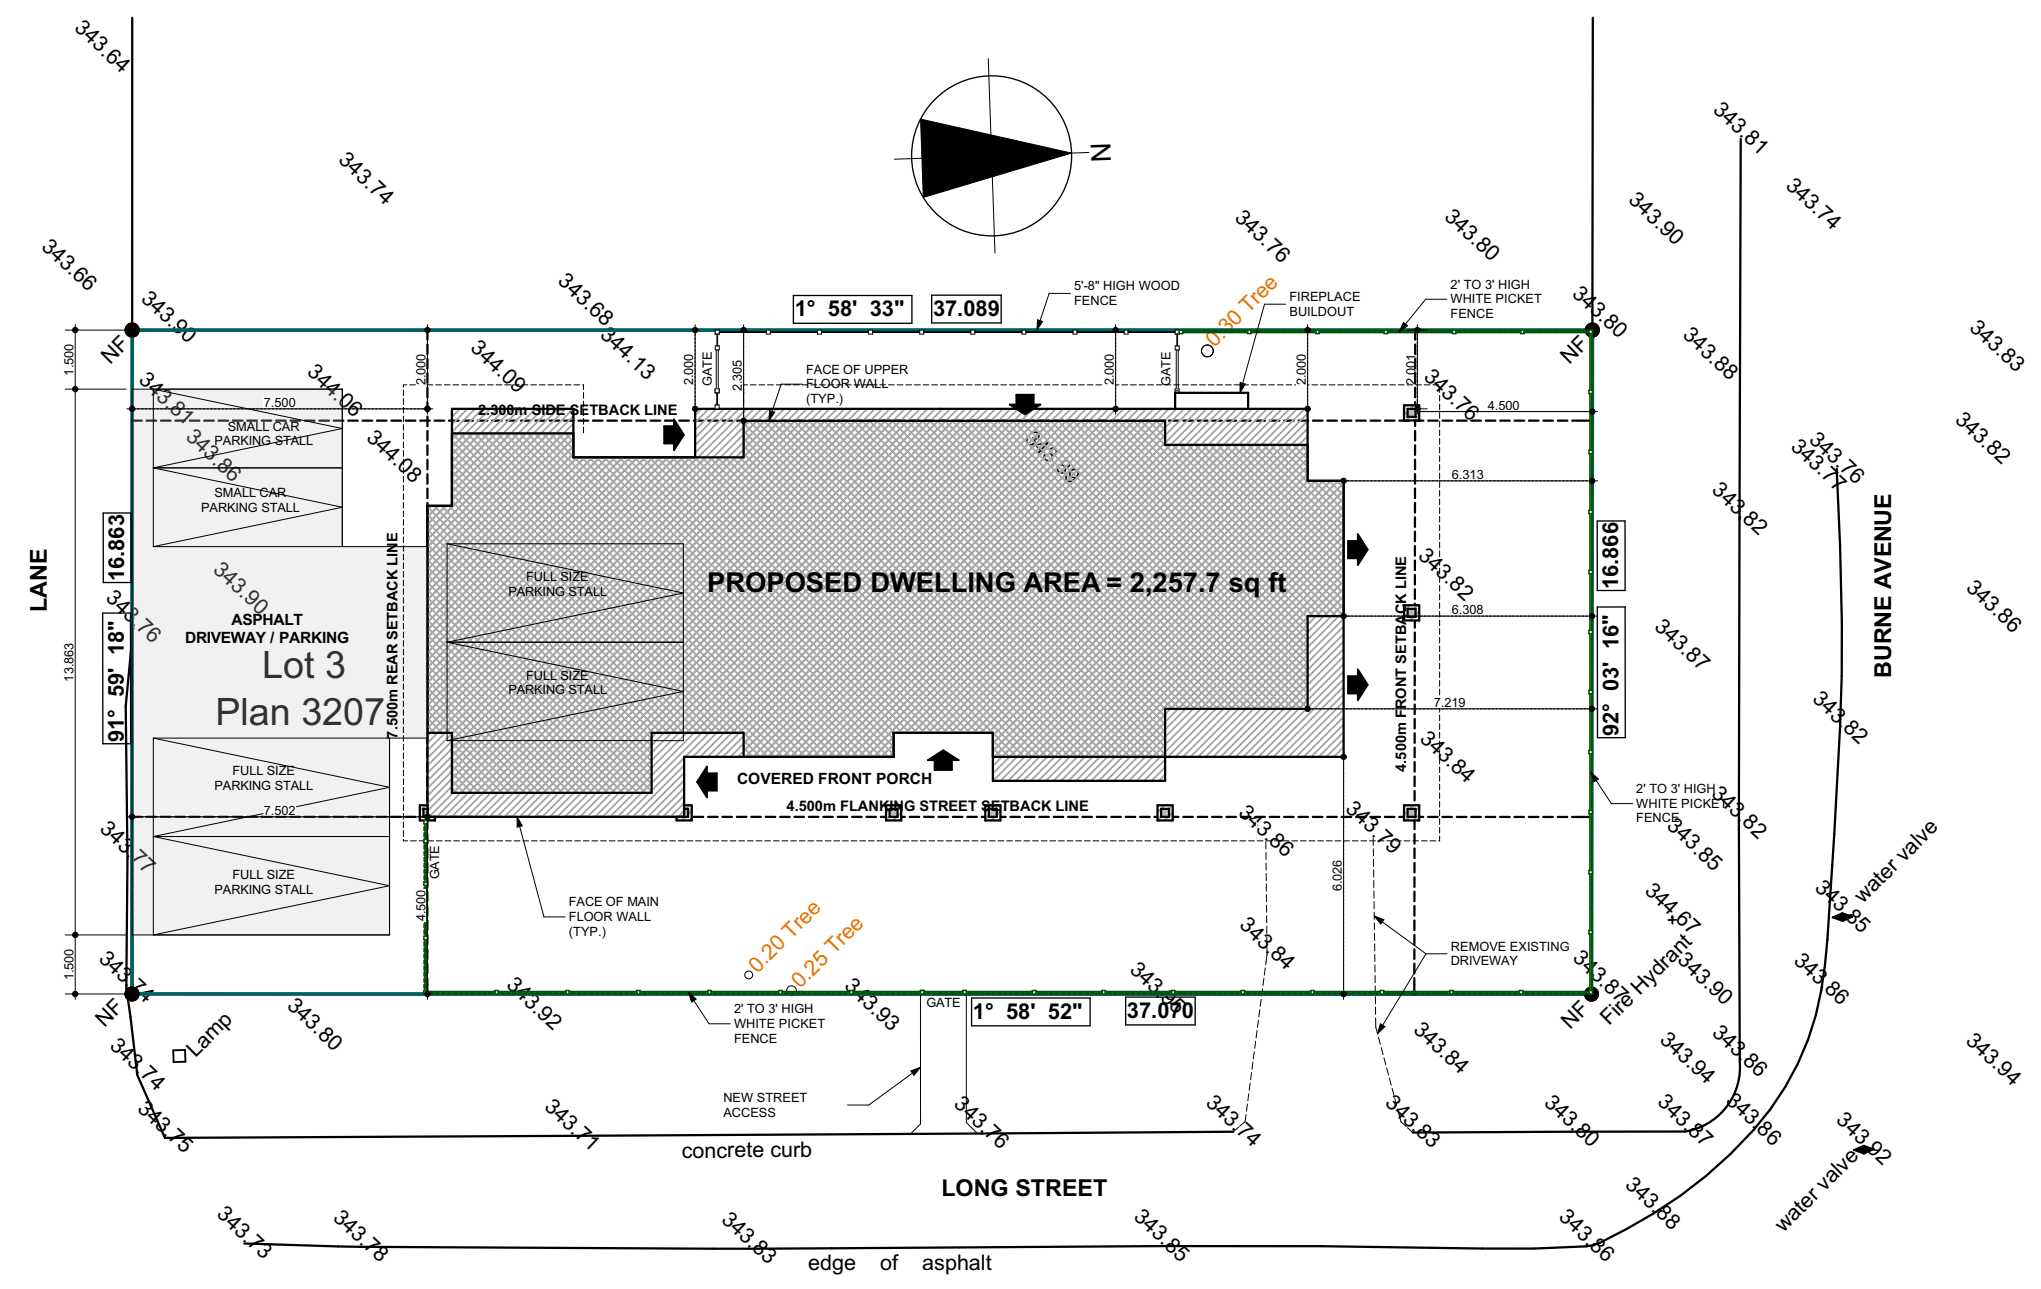 343.64
343.74
343.66
343.90
343.68
344.13
344.09
343.76
343.80
343.90
343.81
343.74
343.80
343.88
343.83
N
1° 58' 33"
37.089
5'-8" HIGH WOOD
FENCE
0.30 Tree
FIREPLACE
BUILDOUT
2' TO 3' HIGH
WHITE PICKET
FENCE
NF
NF
1.500
2.000
2.000
GATE
2.305
2.000
GATE
2.000
2.001
FACE OF UPPER
FLOOR WALL
(TYP.)
343.81
344.06
7.500
343.86
344.08
SMALL CAR
PARKING STALL
SMALL CAR
PARKING STALL
2.300m SIDE SETBACK LINE
343.76
4.500
6.313
343.76
343.77
343.82
343.82
LANE
16.863
91° 59' 18"
13.863
343.90
343.76
ASPHALT
DRIVEWAY / PARKING
Lot 3
Plan 3207
7.500m REAR SETBACK LINE
FULL SIZE
PARKING STALL
FULL SIZE
PARKING STALL
PROPOSED DWELLING AREA = 2,257.7 sq ft
343.82
6.308
7.219
4.500m FRONT SETBACK LINE
343.84
16.866
92° 03' 16"
343.87
343.86
BURNE AVENUE
343.82
FULL SIZE
PARKING STALL
7.502
FULL SIZE
PARKING STALL
343.77
COVERED FRONT PORCH
4.500m FLANKING STREET SETBACK LINE
343.86
343.79
2' TO 3' HIGH
WHITE PICKET
FENCE
343.82
343.85
water valve
343.85
344.67
Fire Hydrant
GATE
4.500
6.026
FACE OF MAIN
FLOOR WALL
(TYP.)
0.20 Tree
0.25 Tree
343.84
REMOVE EXISTING
DRIVEWAY
343.86
343.90
1.500
343.74
NF
343.80
343.92
2' TO 3' HIGH
WHITE PICKET
FENCE
343.93
GATE
1° 58' 52"
37.070
NF
Lamp
343.74
343.75
343.71
NEW STREET
ACCESS
343.76
343.74
343.84
343.83
343.80
343.94
343.87
343.86
343.86
343.94
343.92
water valve
concrete curb
LONG STREET
343.73
343.78
343.83
343.85
343.86
343.88
edge of asphalt